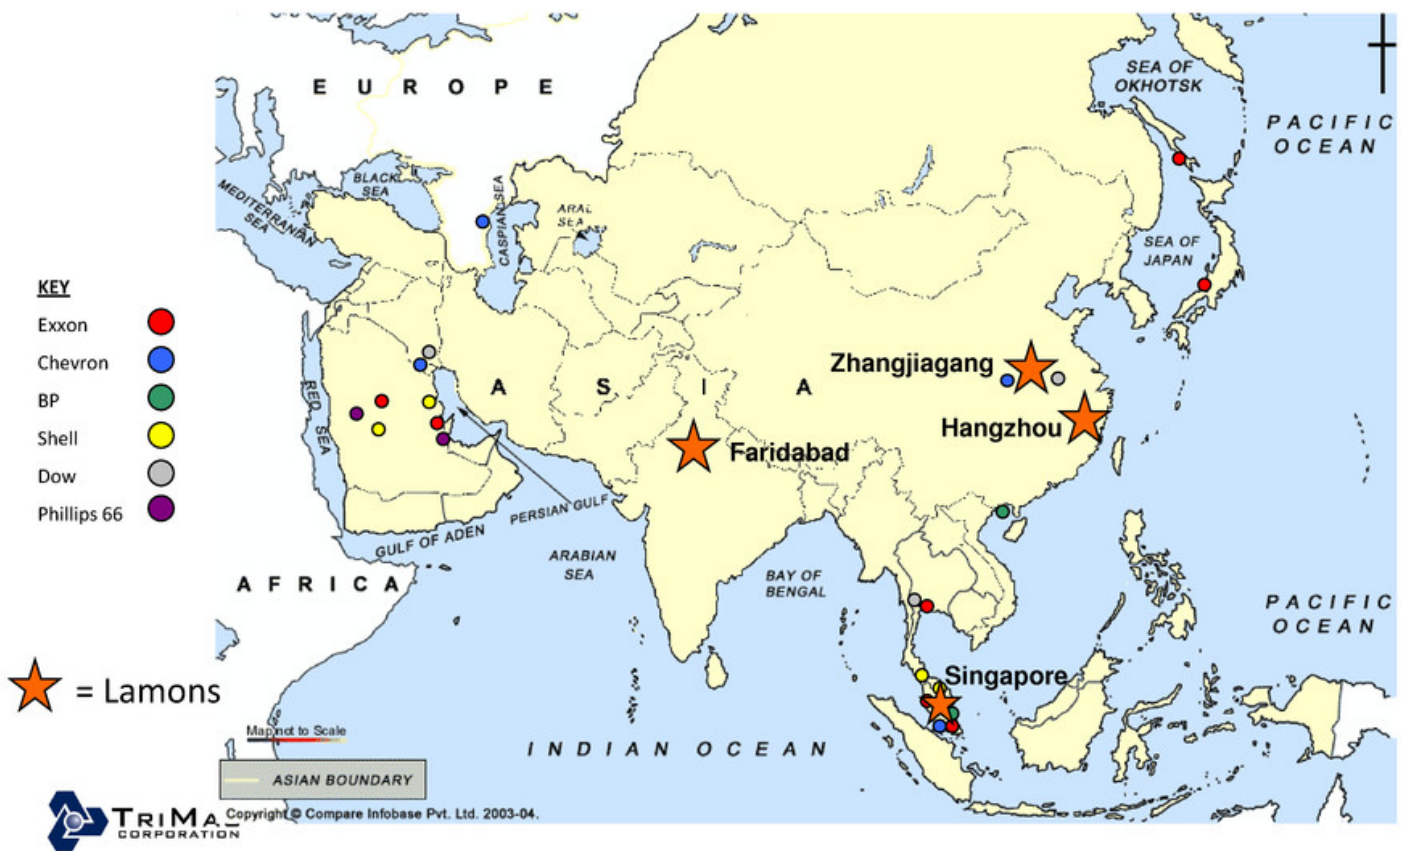 EUROPE
SEA OF
OKHOTSK
PACIFIC
OCEAN
BLACK
SEA
MEDITERRANIAN
SEA
CASPIAN SEA
ARAL
SEA
SEA OF
JAPAN
KEY
Exxon
Chevron
BP
Shell
Dow
Phillips 66
RED SEA
ASIA
Zhangjiagang
Hangzhou
Faridabad
PERSIAN GULF
GULF OF ADEN
ARABIAN
SEA
BAY OF
BENGAL
AFRICA
PACIFIC
OCEAN
Singapore
= Lamons
Map not to Scale
INDIAN OCEAN
ASIAN BOUNDARY
Copyright © Compare Infobase Pvt. Ltd. 2003-04.
TRIMAS
CORPORATION